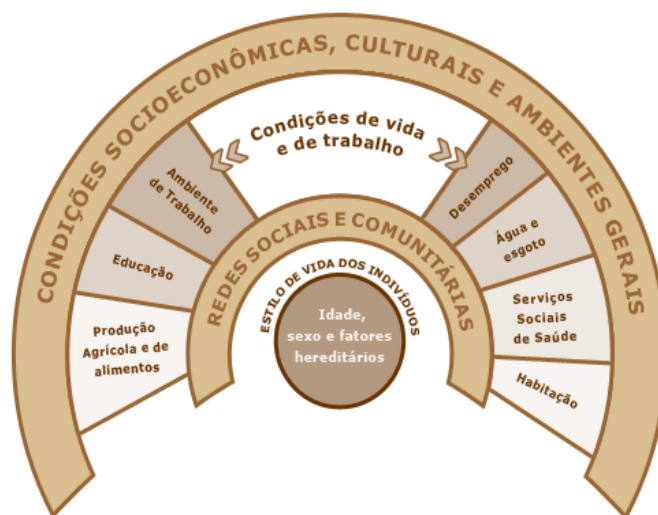 CONDIÇÕES SOCIOECONÔMICAS, CULTURAIS E AMBIENTES GERAIS
Condições de vida
e de trabalho
Ambiente
de Trabalho
Educação
Produção
Agrícola e de
alimentos
Desemprego
Água e
esgoto
Serviços
Sociais
de Saúde
Habitação
REDES SOCIAIS E COMUNITÁRIAS
ESTILO DE VIDA DOS INDIVÍDUOS
Idade,
sexo e fatores
hereditários